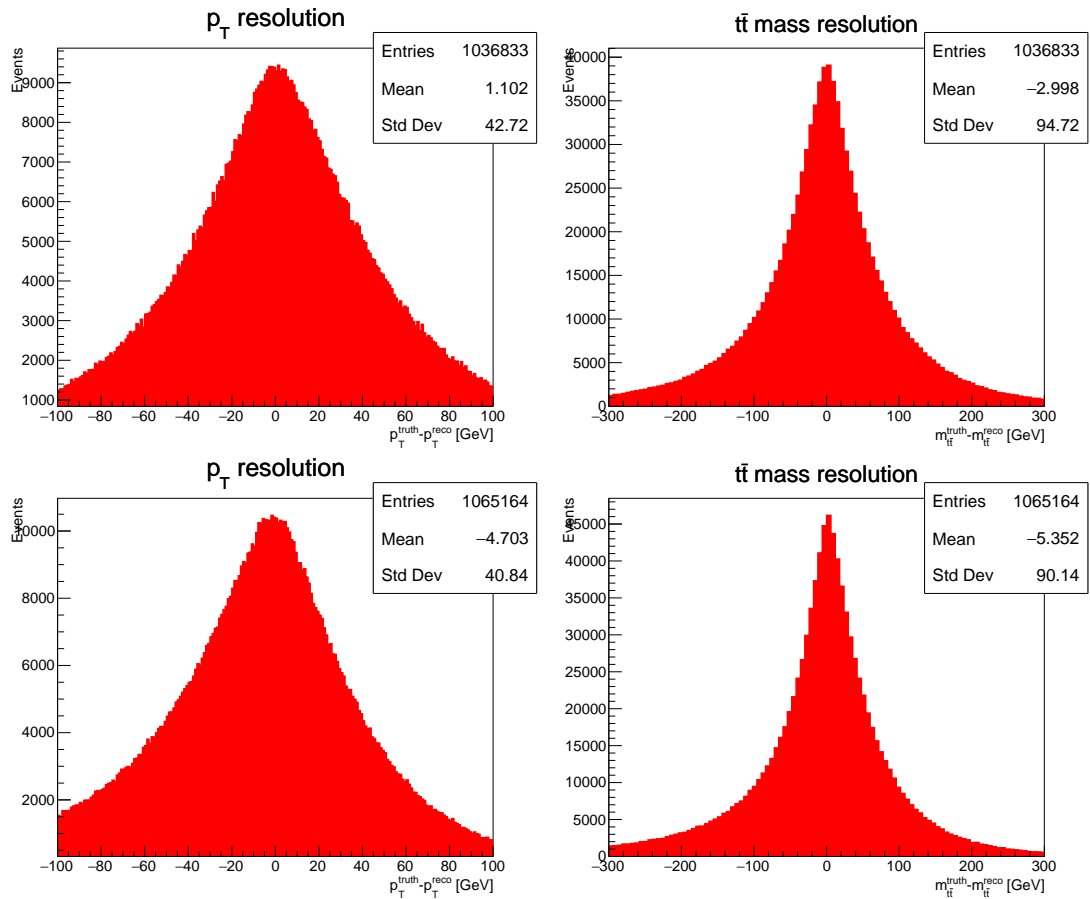 p_T resolution
Entries 1036833
Mean 1.102
Std Dev 42.72
Events
9000
8000
7000
6000
5000
4000
3000
2000
1000
−100 −80 −60 −40 −20 0 20 40 60 80 100
p_T^truth-p_T^reco [GeV]
tt̄ mass resolution
Entries 1036833
Mean −2.998
Std Dev 94.72
Events
40000
35000
30000
25000
20000
15000
10000
5000
0
−300 −200 −100 0 100 200 300
m_tt̄^truth-m_tt̄^reco [GeV]
p_T resolution
Entries 1065164
Mean −4.703
Std Dev 40.84
Events
10000
8000
6000
4000
2000
−100 −80 −60 −40 −20 0 20 40 60 80 100
p_T^truth-p_T^reco [GeV]
tt̄ mass resolution
Entries 1065164
Mean −5.352
Std Dev 90.14
Events
45000
40000
35000
30000
25000
20000
15000
10000
5000
0
−300 −200 −100 0 100 200 300
m_tt̄^truth-m_tt̄^reco [GeV]